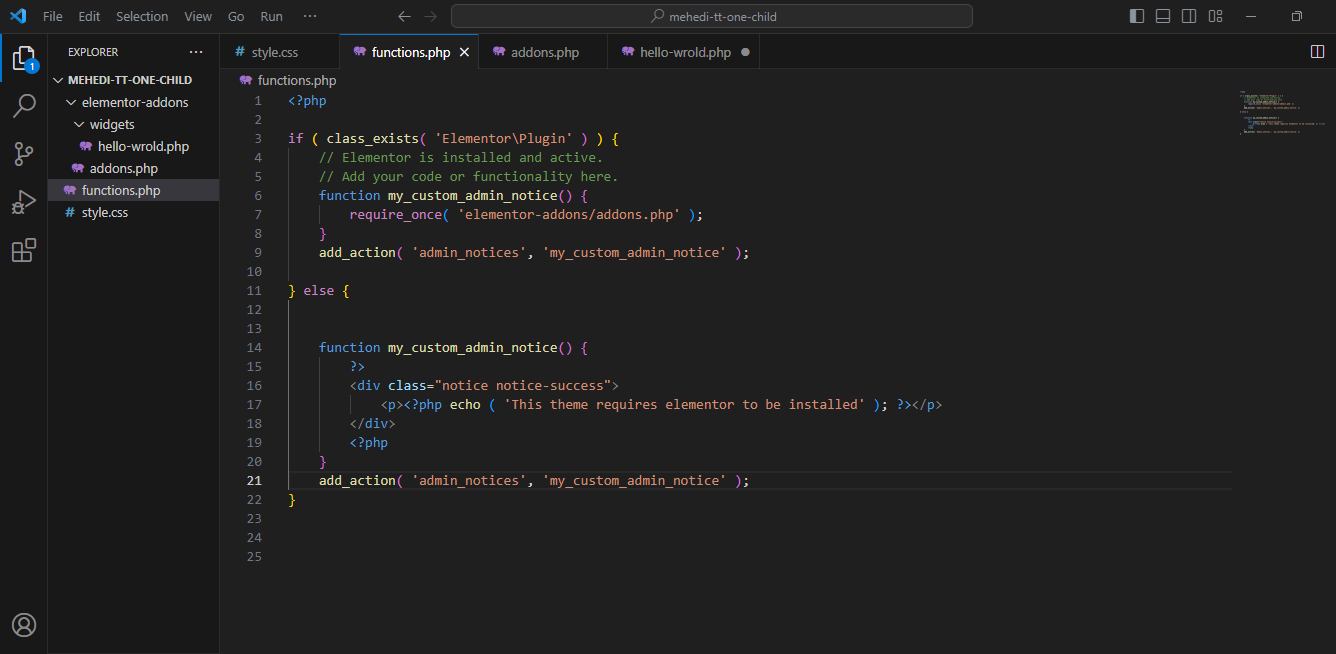 File Edit Selection View Go Run ··· mehedi-tt-one-child
EXPLORER ···
# style.css functions.php addons.php hello-wrold.php
1
MEHEDI-TT-ONE-CHILD
elementor-addons
widgets
hello-wrold.php
addons.php
functions.php
# style.css
functions.php
1 <?php
2
3 if ( class_exists( 'Elementor\Plugin' ) ) {
4 // Elementor is installed and active.
5 // Add your code or functionality here.
6 function my_custom_admin_notice() {
7 require_once( 'elementor-addons/addons.php' );
8 }
9 add_action( 'admin_notices', 'my_custom_admin_notice' );
10
11 } else {
12
13
14 function my_custom_admin_notice() {
15 ?>
16 <div class="notice notice-success">
17 <p><?php echo ( 'This theme requires elementor to be installed' ); ?></p>
18 </div>
19 <?php
20 }
21 add_action( 'admin_notices', 'my_custom_admin_notice' );
22 }
23
24
25